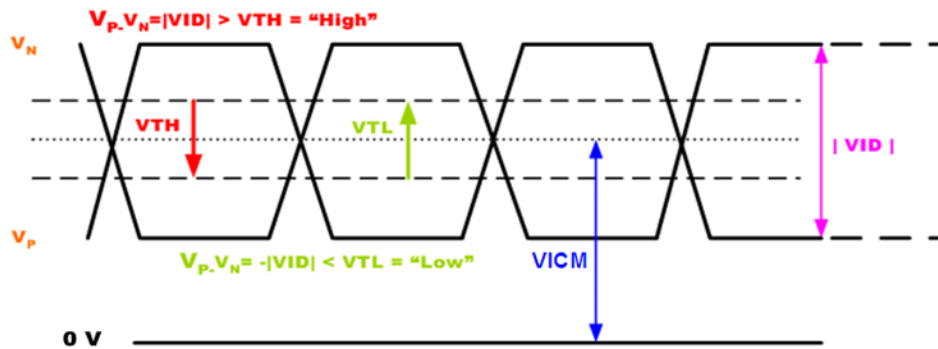 VP-VN=|VID| > VTH = “High”
VN
VTH
VTL
| VID |
VP
VP-VN= -|VID| < VTL = “Low”
VICM
0 V